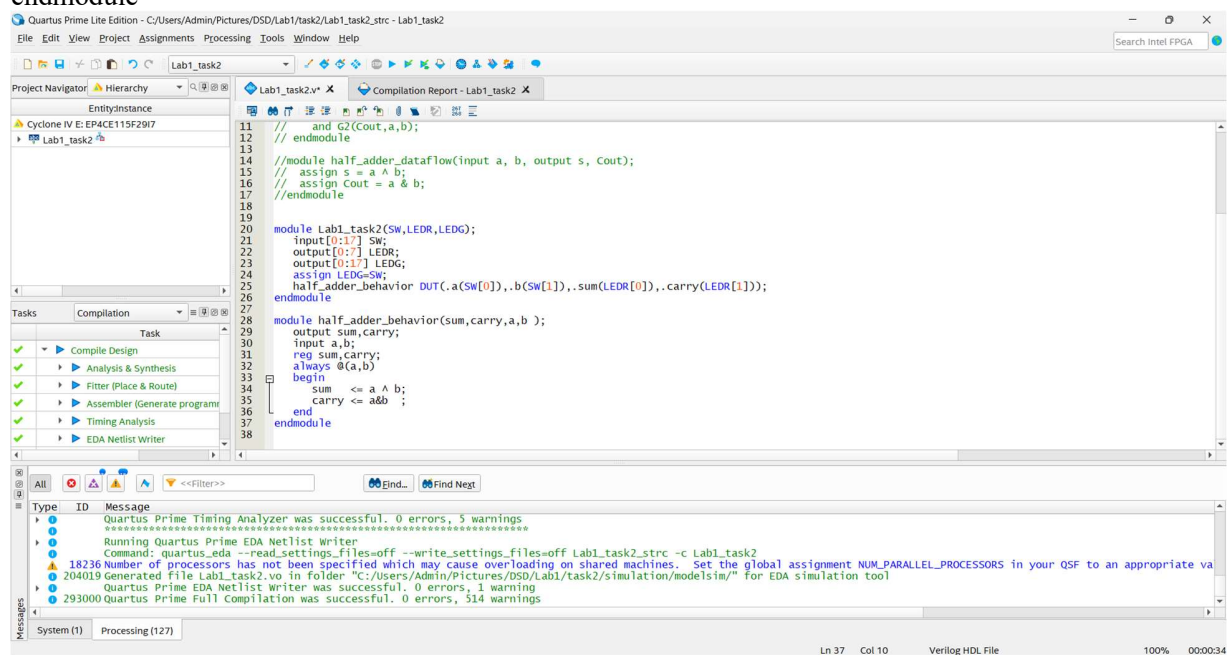 endmodule
Quartus Prime Lite Edition - C:/Users/Admin/Pictures/DSD/Lab1/task2/Lab1_task2_strc - Lab1_task2
File Edit View Project Assignments Processing Tools Window Help
Search Intel FPGA
Lab1_task2
Project Navigator Hierarchy
Lab1_task2.v* Compilation Report - Lab1_task2
Entity:Instance
Cyclone IV E: EP4CE115F29I7
Lab1_task2
267
268
11 // and G2(Cout,a,b);
12 // endmodule
13
14 //module half_adder_dataflow(input a, b, output s, Cout);
15 // assign s = a ^ b;
16 // assign Cout = a & b;
17 //endmodule
18
19
20 module Lab1_task2(SW,LEDR,LEDG);
21 input[0:17] SW;
22 output[0:7] LEDR;
23 output[0:17] LEDG;
24 assign LEDG=SW;
25 half_adder_behavior DUT(.a(SW[0]),.b(SW[1]),.sum(LEDR[0]),.carry(LEDR[1]));
26 endmodule
27
28 module half_adder_behavior(sum,carry,a,b );
29 output sum,carry;
30 input a,b;
31 reg sum,carry;
32 always @(a,b)
33 begin
34 sum <= a ^ b;
35 carry <= a&b ;
36 end
37 endmodule
38
Tasks Compilation
Task
Compile Design
Analysis & Synthesis
Fitter (Place & Route)
Assembler (Generate programm
Timing Analysis
EDA Netlist Writer
All <<Filter>> Find... Find Next
Type ID Message
Quartus Prime Timing Analyzer was successful. 0 errors, 5 warnings
*******************************************************************
Running Quartus Prime EDA Netlist Writer
Command: quartus_eda --read_settings_files=off --write_settings_files=off Lab1_task2_strc -c Lab1_task2
18236 Number of processors has not been specified which may cause overloading on shared machines. Set the global assignment NUM_PARALLEL_PROCESSORS in your QSF to an appropriate va
204019 Generated file Lab1_task2.vo in folder "C:/Users/Admin/Pictures/DSD/Lab1/task2/simulation/modelsim/" for EDA simulation tool
Quartus Prime EDA Netlist Writer was successful. 0 errors, 1 warning
293000 Quartus Prime Full Compilation was successful. 0 errors, 514 warnings
Messages
System (1) Processing (127)
Ln 37 Col 10 Verilog HDL File 100% 00:00:34